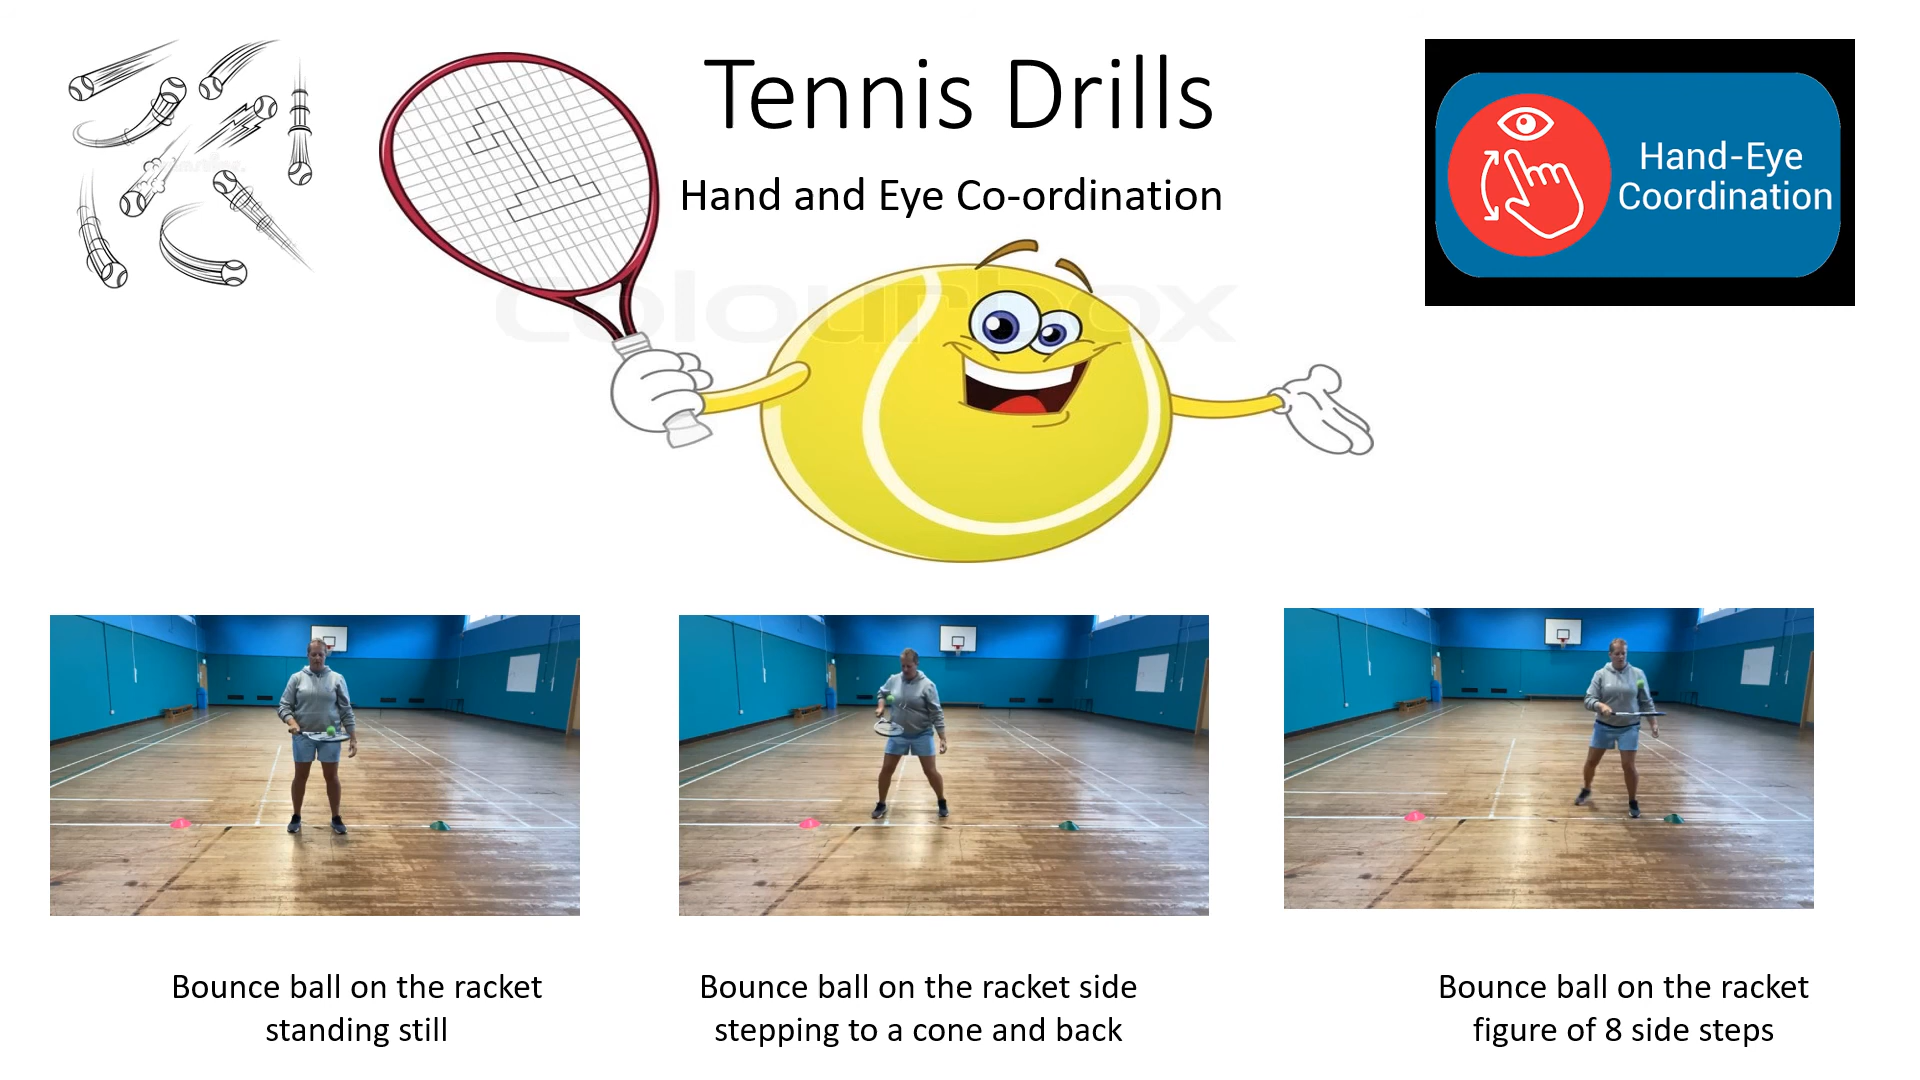 Tennis Drills
Hand and Eye Co-ordination
1
Hand-Eye
Coordination
colourbox
Bounce ball on the racket
standing still
Bounce ball on the racket side
stepping to a cone and back
Bounce ball on the racket
figure of 8 side steps